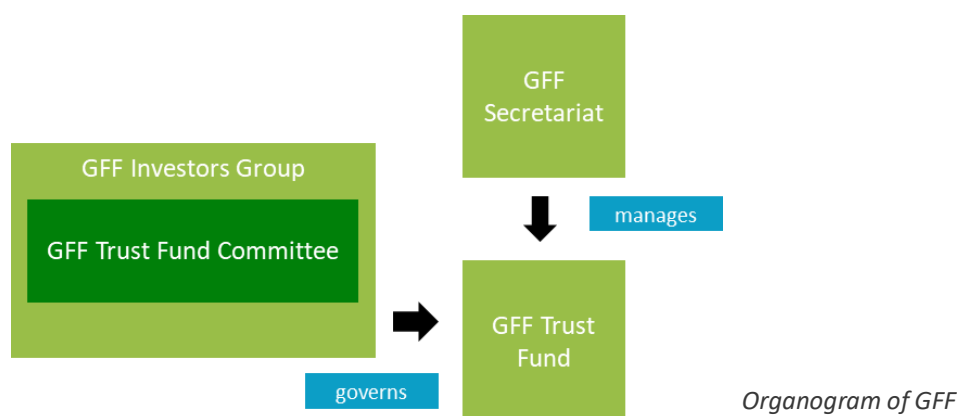 GFF
Secretariat
GFF Investors Group
GFF Trust Fund Committee
manages
GFF Trust
Fund
governs
Organogram of GFF